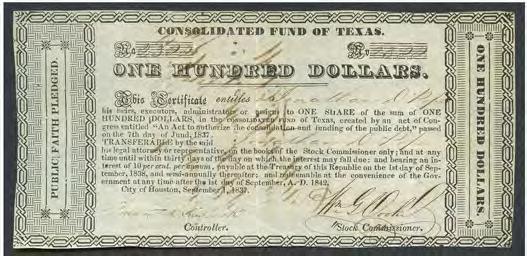 CONSOLIDATED FUND OF TEXAS.
No
No
ONE HUNDRED DOLLARS.
This Certificate entitles
his heirs, executors, administrators or assigns to ONE SHARE of the sum of ONE
HUNDRED DOLLARS, in the consolidated fund of Texas, created by an act of Con-
gress entitled "An Act to authorize the consolidation and funding of the public debt," passed
on the 7th day of June, 1837.
TRANSFERABLE by the said
his legal attorney or representative, on the books of the Stock Commissioner only; and at any
time until within thirty days of the day on which the interest may fall due: and bearing an in-
terest of 10 per cent. per annum, payable at the Treasury of this Republic on the 1st day of Sep-
tember, 1838, and semi-annually thereafter; and redeemable at the convenience of the Gov-
ernment at any time after the 1st day of September, A. D. 1842.
City of Houston, September 1, 1837.
Controller.
Stock Commissioner.
PUBLIC FAITH PLEDGED.
ONE HUNDRED DOLLARS.